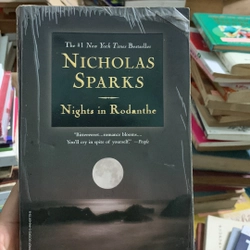 The #1 New York Times Bestseller
NICHOLAS
SPARKS
Nights in Rodanthe
"Bittersweet...romance blooms...
You'll cry in spite of yourself." —People